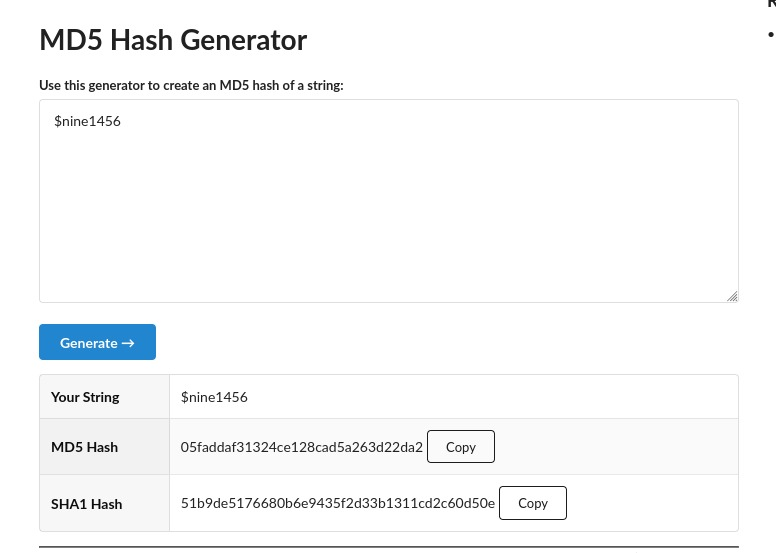 MD5 Hash Generator
Use this generator to create an MD5 hash of a string:
$nine1456
Generate →
Your String $nine1456
MD5 Hash 05faddaf31324ce128cad5a263d22da2 Copy
SHA1 Hash 51b9de5176680b6e9435f2d33b1311cd2c60d50e Copy